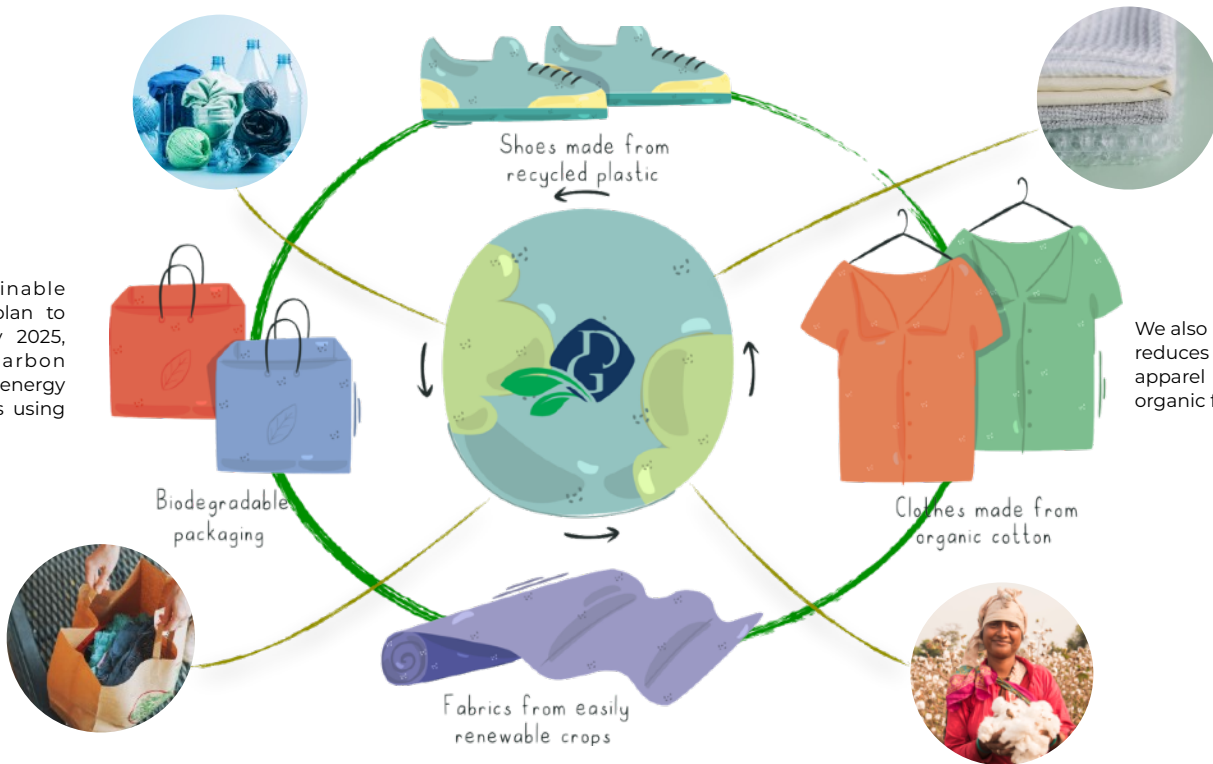 Shoes made from
recycled plastic
inable
plan to
2025,
arbon
energy
s using
DG
We also
reduces
apparel
organic
Biodegradable
packaging
Clothes made from
organic cotton
Fabrics from easily
renewable crops